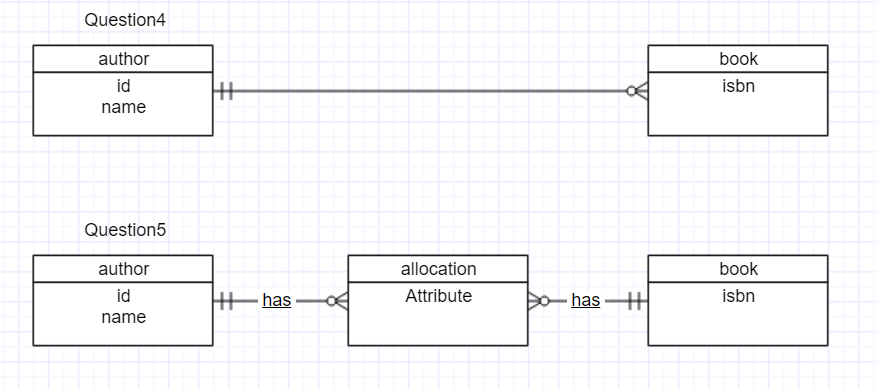 Question4
author
id
name
book
isbn
Question5
author
id
name
has
allocation
Attribute
has
book
isbn